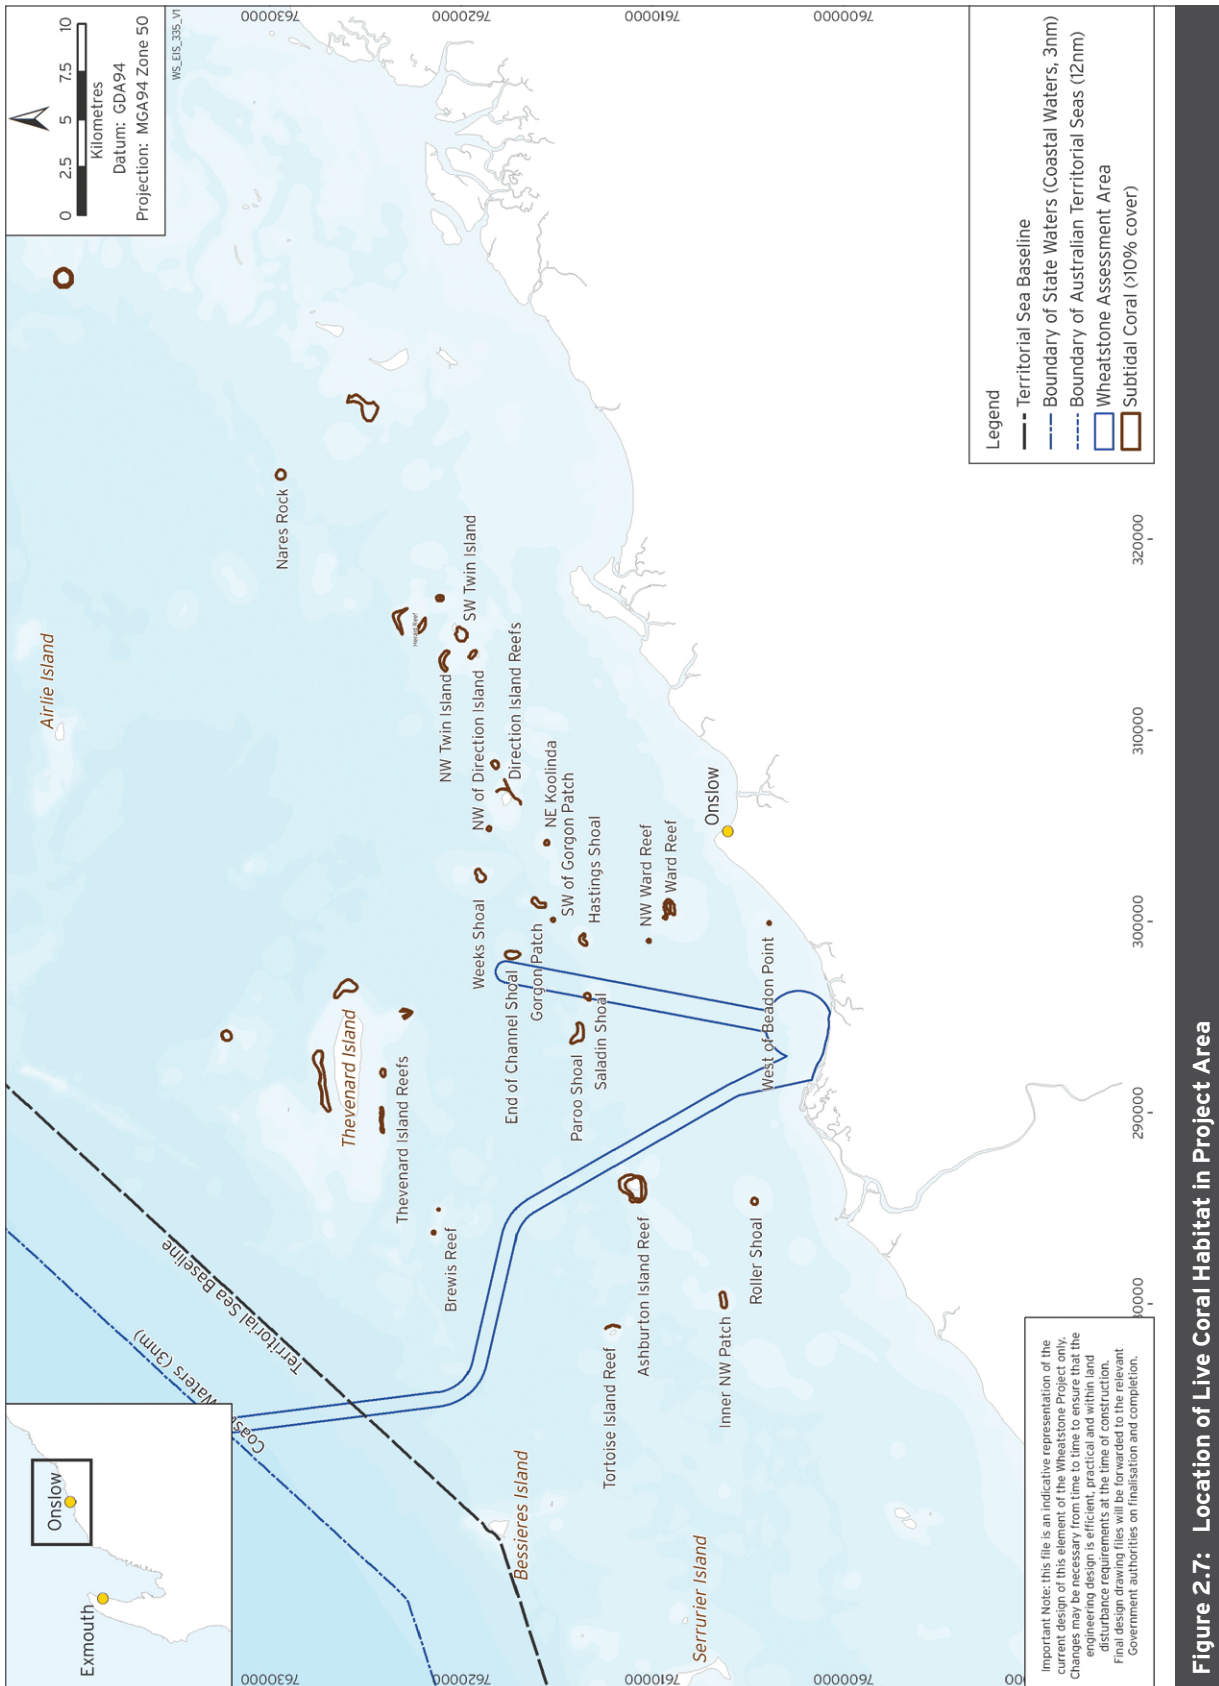 0 2.5 5 7.5 10
Kilometres
Datum: GDA94
Projection: MGA94 Zone 50
WS_EIS_335_V1
Exmouth
Onslow
7630000
7620000
7610000
7600000
7630000
7620000
7610000
7600000
Coast
Waters (3nm)
Territorial Sea Baseline
Airlie Island
Nares Rock
Thevenard Island
Thevenard Island Reefs
Brewis Reef
Herald Reef
NW Twin Island
SW Twin Island
NW of Direction Island
Direction Island Reefs
Weeks Shoal
NE Koolinda
End of Channel Shoal
Gorgon Patch
SW of Gorgon Patch
Hastings Shoal
Paroo Shoal
Saladin Shoal
NW Ward Reef
Ward Reef
Onslow
West of Beadon Point
Bessieres Island
Tortoise Island Reef
Ashburton Island Reef
Serrurier Island
Inner NW Patch
Roller Shoal
80000
290000
300000
310000
320000
Legend
Territorial Sea Baseline
Boundary of State Waters (Coastal Waters, 3nm)
Boundary of Australian Territorial Seas (12nm)
Wheatstone Assessment Area
Subtidal Coral (>10% cover)
Important Note: this file is an indicative representation of the
current design of this element of the Wheatstone Project only.
Changes may be necessary from time to time to ensure that the
engineering design is efficient, practical and within land
disturbance requirements at the time of construction.
Final design drawing files will be forwarded to the relevant
Government authorities on finalisation and completion.
Figure 2.7: Location of Live Coral Habitat in Project Area